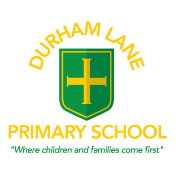 DURHAM LANE
PRIMARY SCHOOL
"Where children and families come first"